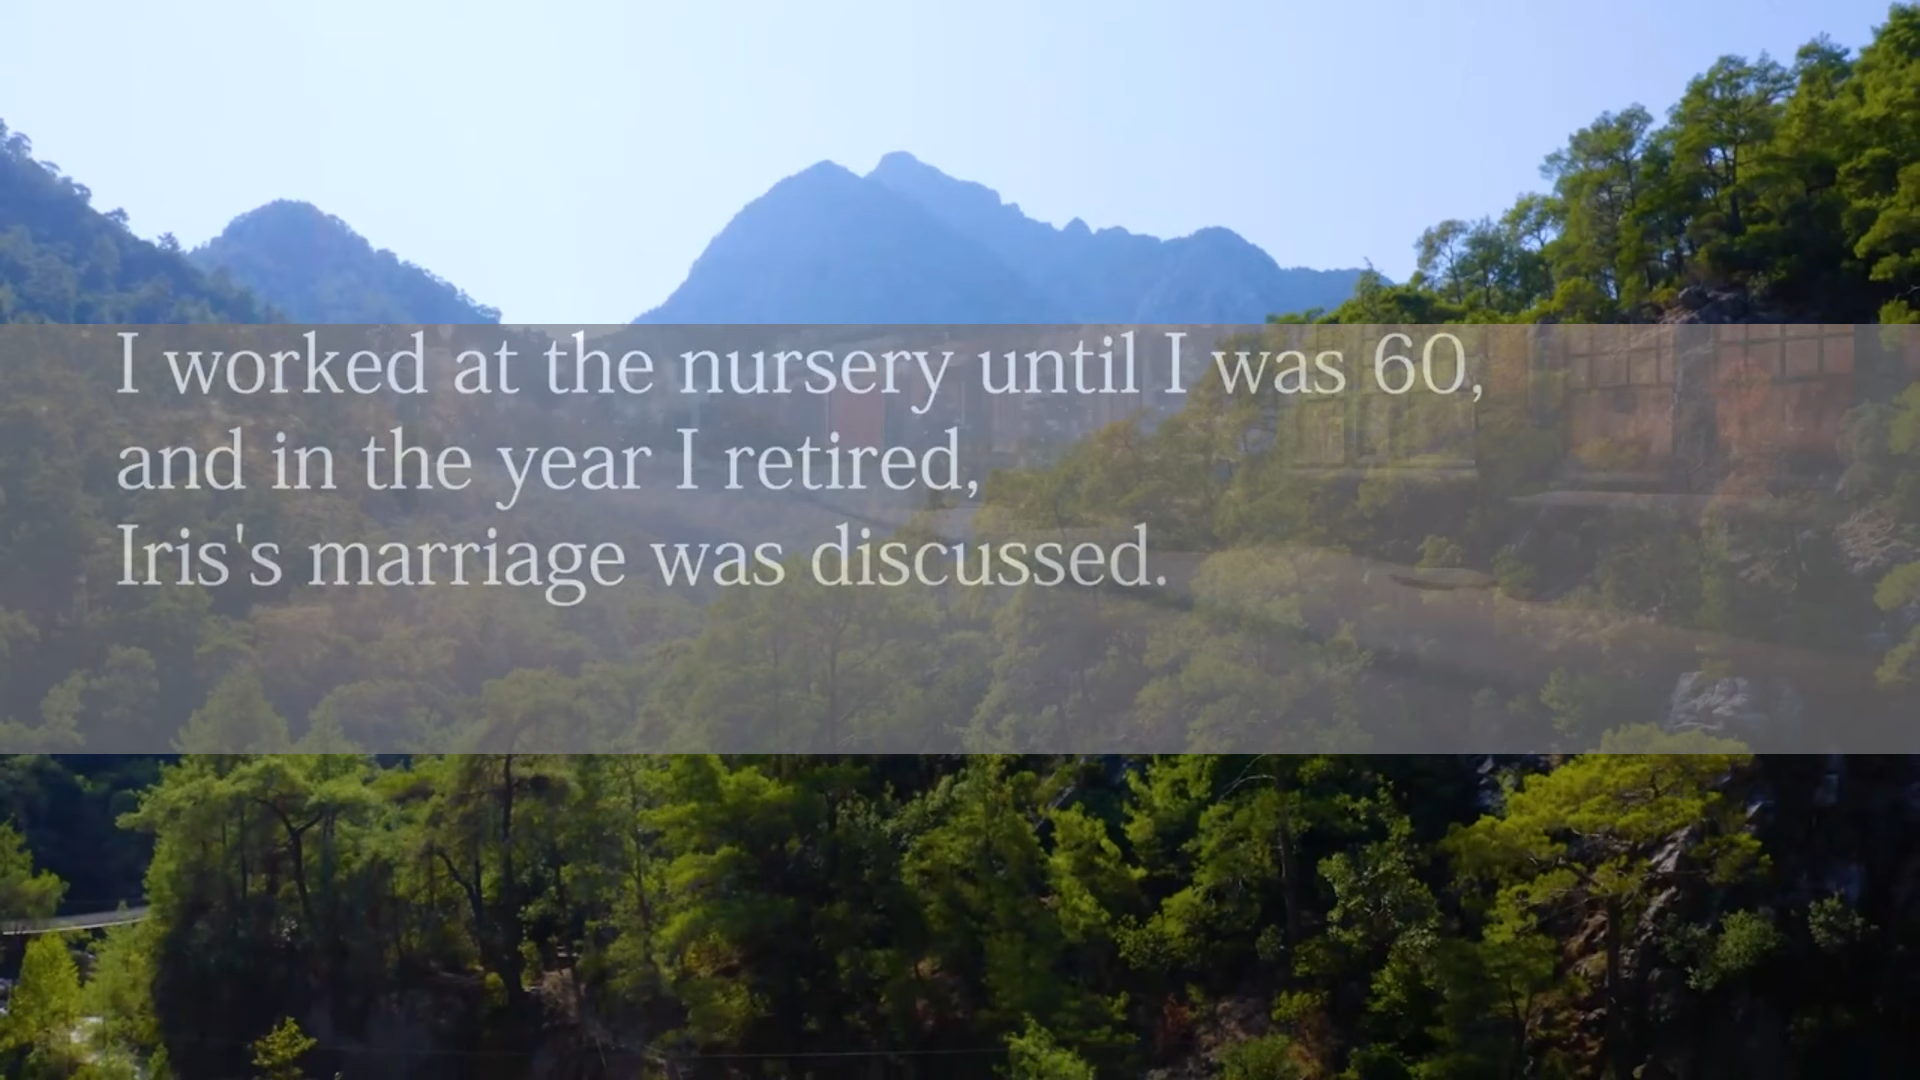 I worked at the nursery until I was 60,
and in the year I retired,
Iris's marriage was discussed.